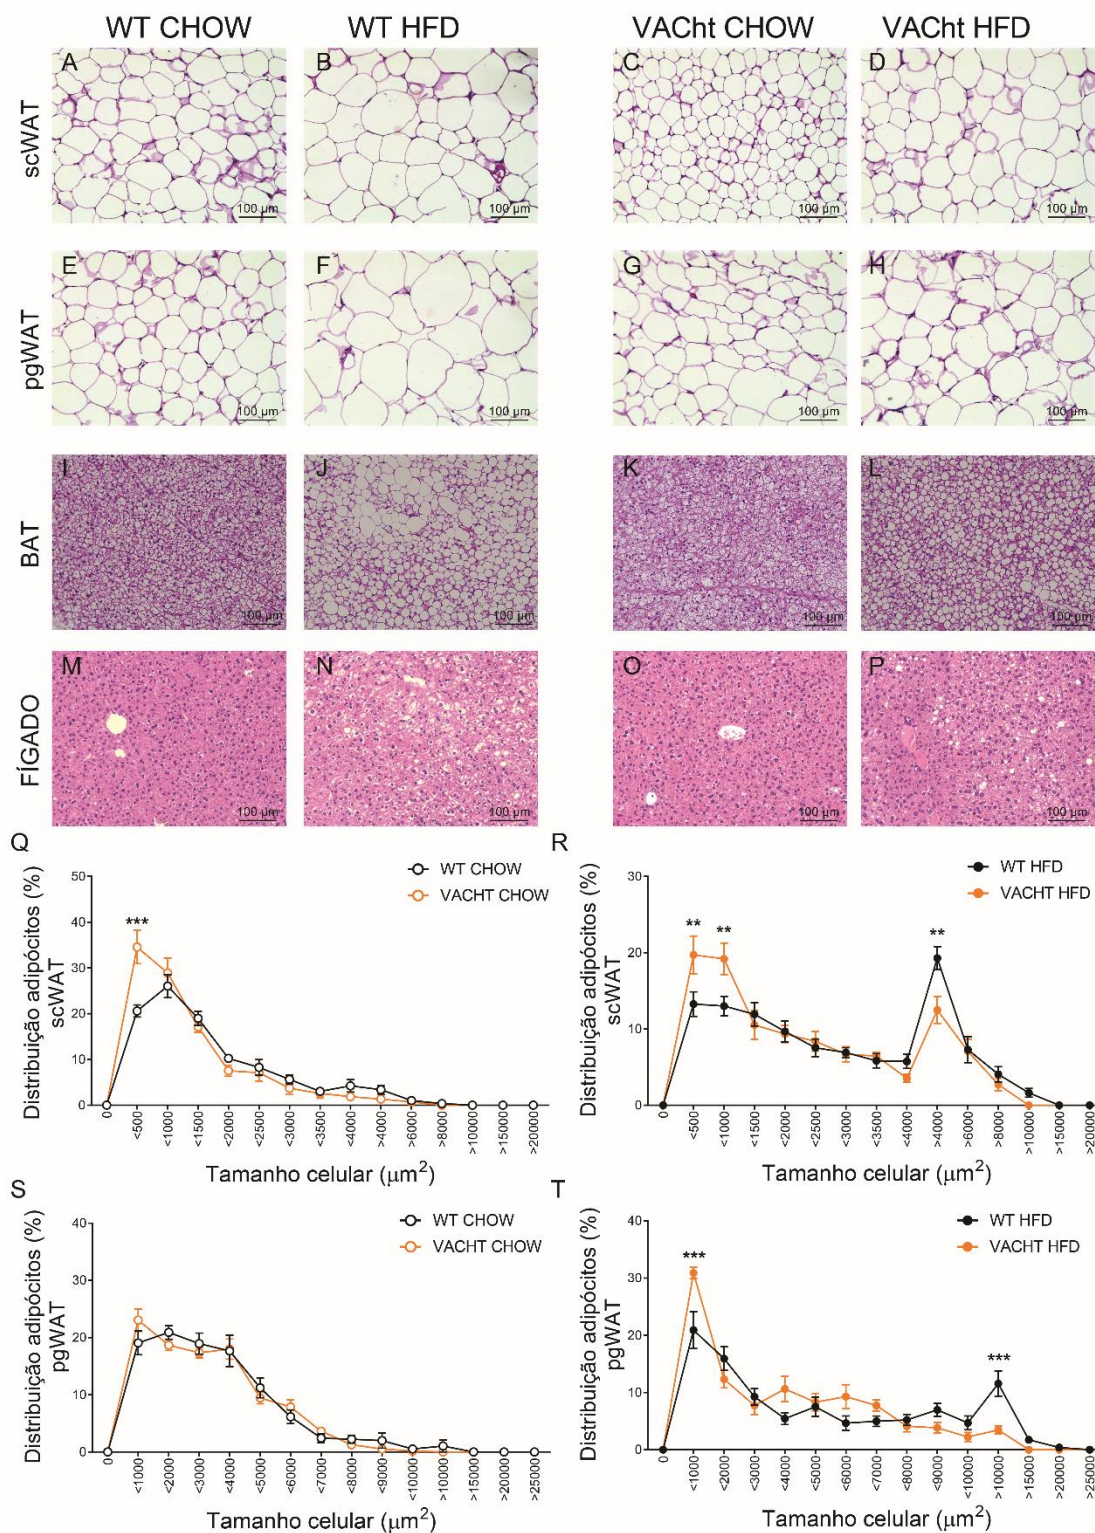 WT CHOW WT HFD VACht CHOW VACht HFD
scWAT
A 100 µm B 100 µm C 100 µm D 100 µm
pgWAT
E 100 µm F 100 µm G 100 µm H 100 µm
BAT
I 100 µm J 100 µm K 100 µm L 100 µm
FÍGADO
M 100 µm N 100 µm O 100 µm P 100 µm
Q
WT CHOW
VACHT CHOW
Distribuição adipócitos (%)
scWAT
50
40
30
20
10
0
***
0 <500 <1000 <1500 <2000 <2500 <3000 <3500 <4000 >4000 >6000 >8000 >10000 >15000 >20000
Tamanho celular (µm²)
R
WT HFD
VACHT HFD
Distribuição adipócitos (%)
scWAT
30
20
10
0
** ** **
0 <500 <1000 <1500 <2000 <2500 <3000 <3500 <4000 >4000 >6000 >8000 >10000 >15000 >20000
Tamanho celular (µm²)
S
WT CHOW
VACHT CHOW
Distribuição adipócitos (%)
pgWAT
40
30
20
10
0
0 <1000 <2000 <3000 <4000 <5000 <6000 <7000 <8000 <9000 <10000 >10000 >15000 >20000 >25000
Tamanho celular (µm²)
T
WT HFD
VACHT HFD
Distribuição adipócitos (%)
pgWAT
40
30
20
10
0
*** ***
0 <1000 <2000 <3000 <4000 <5000 <6000 <7000 <8000 <9000 <10000 >10000 >15000 >20000 >25000
Tamanho celular (µm²)